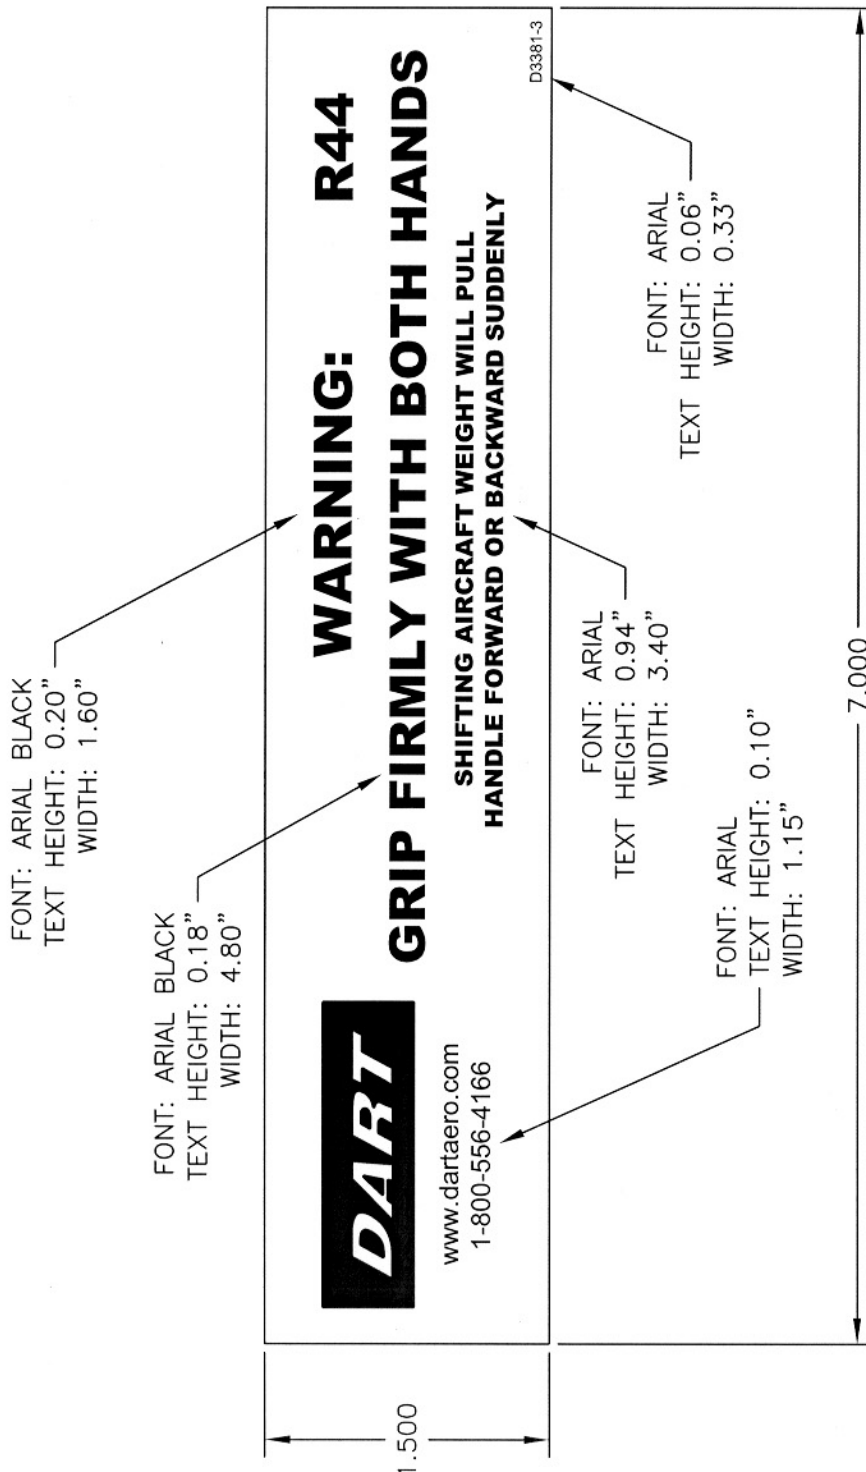 FONT: ARIAL BLACK
TEXT HEIGHT: 0.20"
WIDTH: 1.60"
FONT: ARIAL BLACK
TEXT HEIGHT: 0.18"
WIDTH: 4.80"
DART
www.dartaero.com
1-800-556-4166
WARNING: R44
GRIP FIRMLY WITH BOTH HANDS
SHIFTING AIRCRAFT WEIGHT WILL PULL
HANDLE FORWARD OR BACKWARD SUDDENLY
D3381-3
1.500
FONT: ARIAL
TEXT HEIGHT: 0.94"
WIDTH: 3.40"
FONT: ARIAL
TEXT HEIGHT: 0.06"
WIDTH: 0.33"
FONT: ARIAL
TEXT HEIGHT: 0.10"
WIDTH: 1.15"
7.000